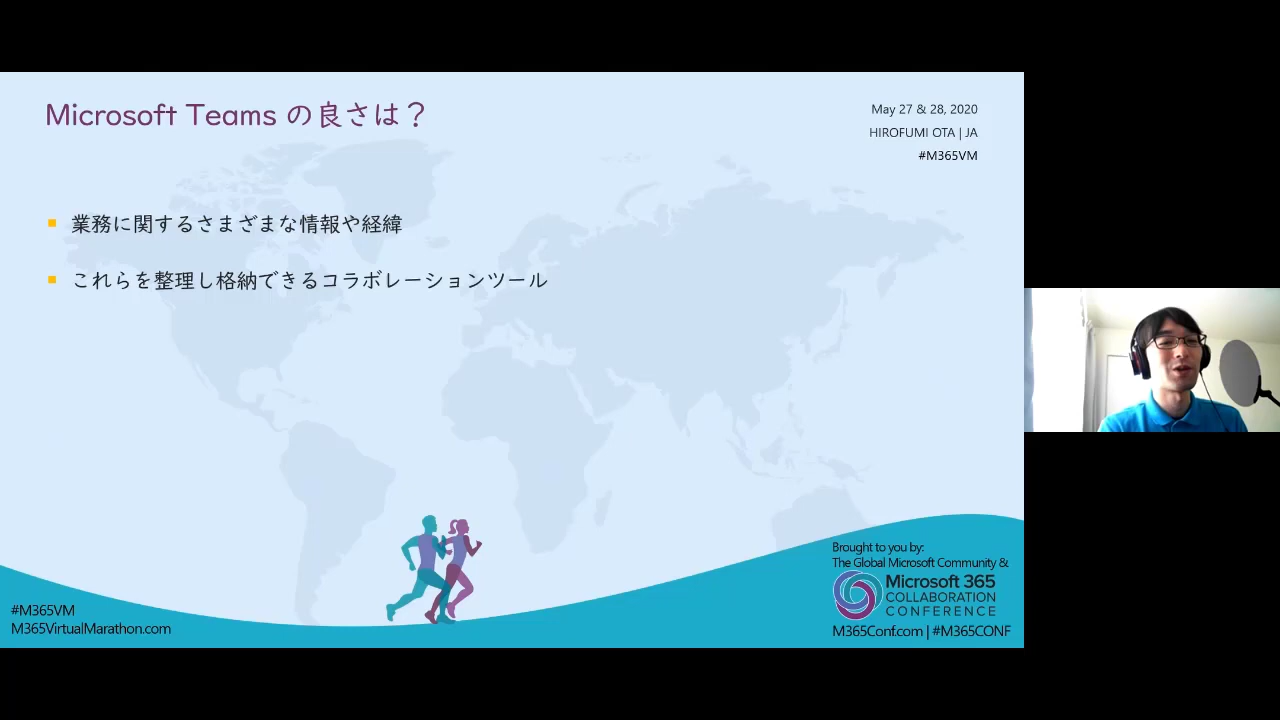 Microsoft Teams の良さは？
May 27 & 28, 2020
HIROFUMI OTA | JA
#M365VM
業務に関するさまざまな情報や経緯
これらを整理し格納できるコラボレーションツール
#M365VM
M365VirtualMarathon.com
Brought to you by:
The Global Microsoft Community &
Microsoft 365
COLLABORATION
CONFERENCE
M365Conf.com | #M365CONF